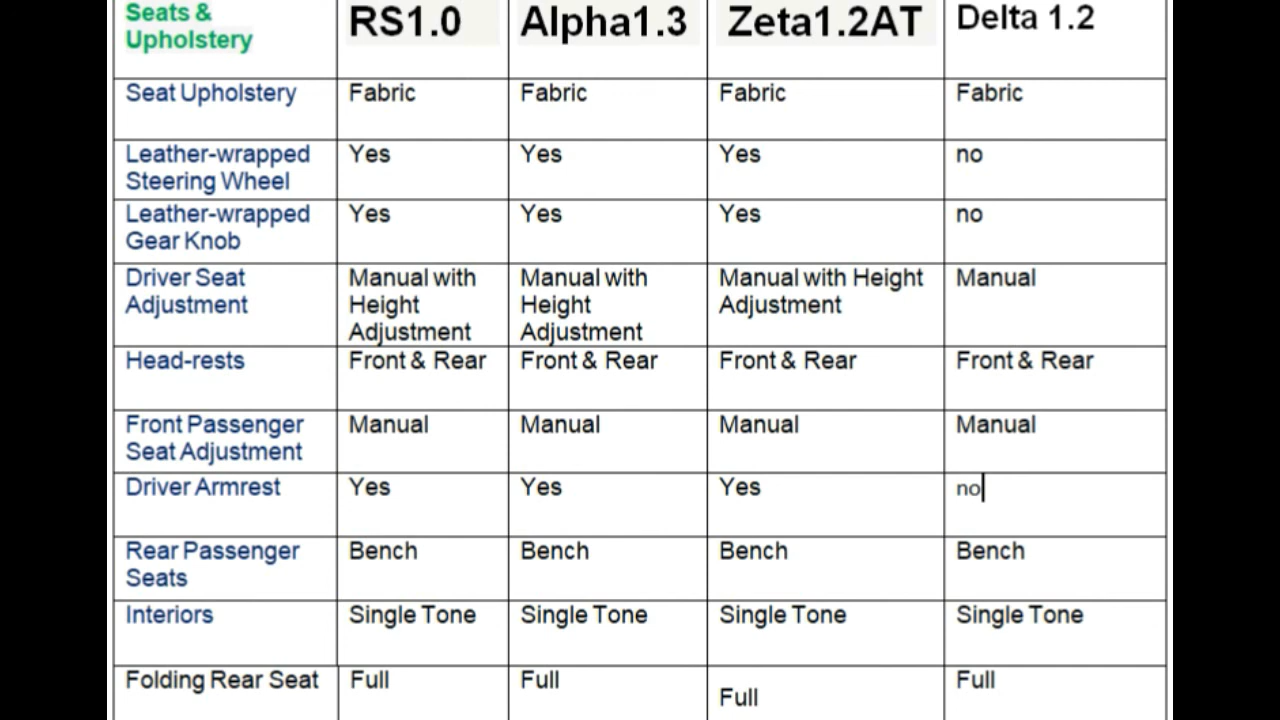 Seats & RS1.0 Alpha1.3 Zeta1.2AT Delta 1.2
Upholstery
Seat Upholstery Fabric Fabric Fabric Fabric
Leather-wrapped Yes Yes Yes no
Steering Wheel
Leather-wrapped Yes Yes Yes no
Gear Knob
Driver Seat Manual with Manual with Manual with Height Manual
Adjustment Height Height Adjustment
Adjustment Adjustment
Head-rests Front & Rear Front & Rear Front & Rear Front & Rear
Front Passenger Manual Manual Manual Manual
Seat Adjustment
Driver Armrest Yes Yes Yes no
Rear Passenger Bench Bench Bench Bench
Seats
Interiors Single Tone Single Tone Single Tone Single Tone
Folding Rear Seat Full Full Full Full